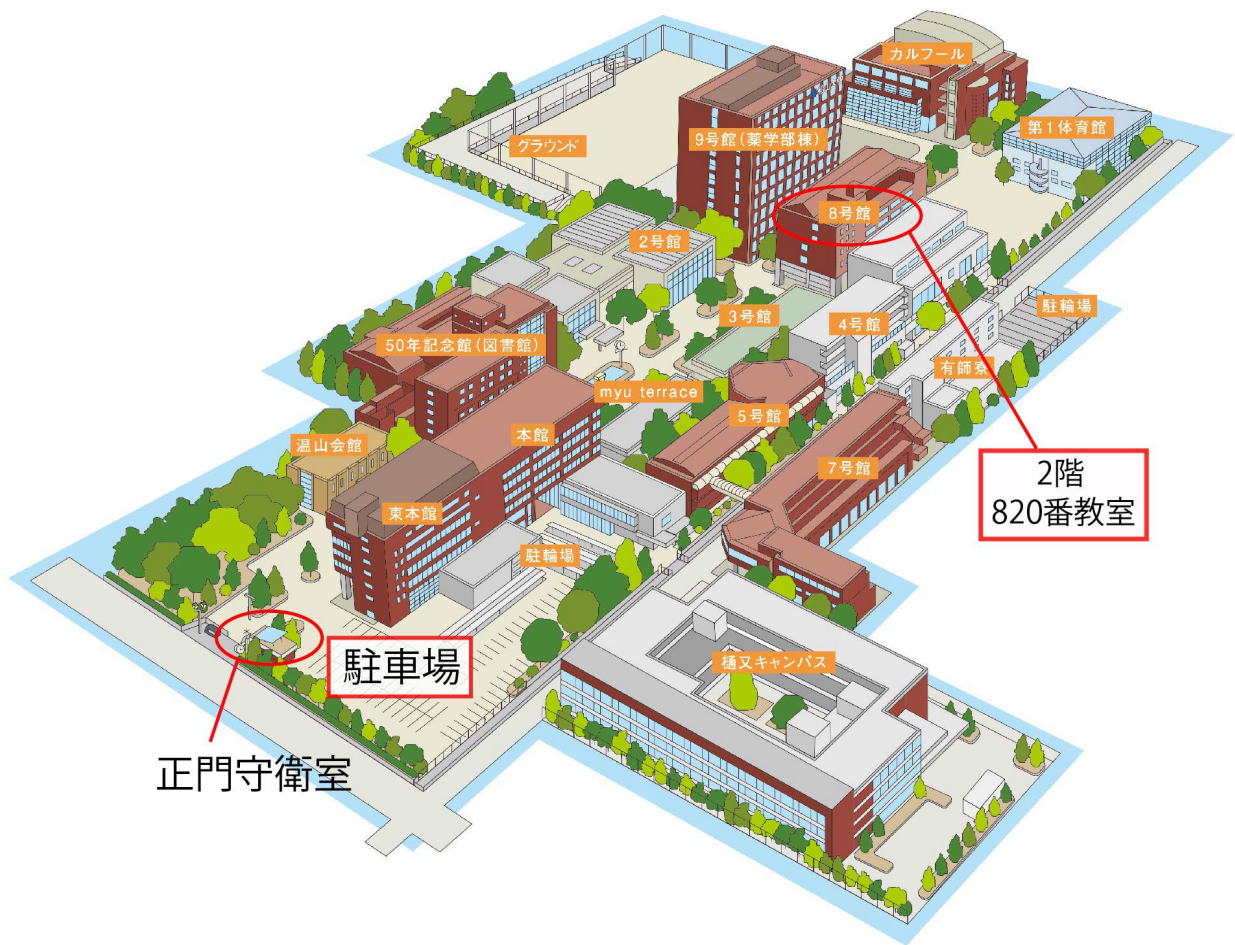 カルフール
第1体育館
9号館(薬学部棟)
グラウンド
8号館
2号館
駐輪場
3号館
4号館
50年記念館(図書館)
有師寮
myu terrace
5号館
本館
温山会館
7号館
2階
820番教室
東本館
駐輪場
駐車場
樋又キャンパス
正門守衛室